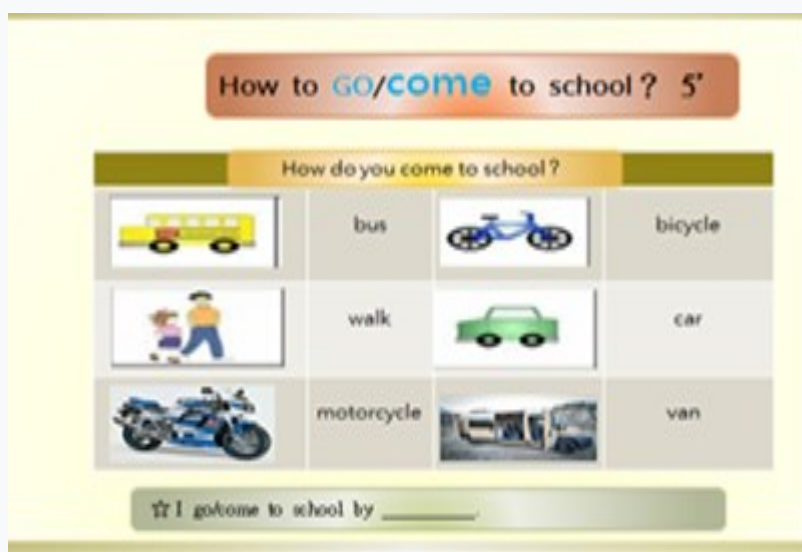 How to GO/come to school? 5'
How do you come to school?
bus bicycle
walk car
motorcycle van
☆I go/come to school by ________.